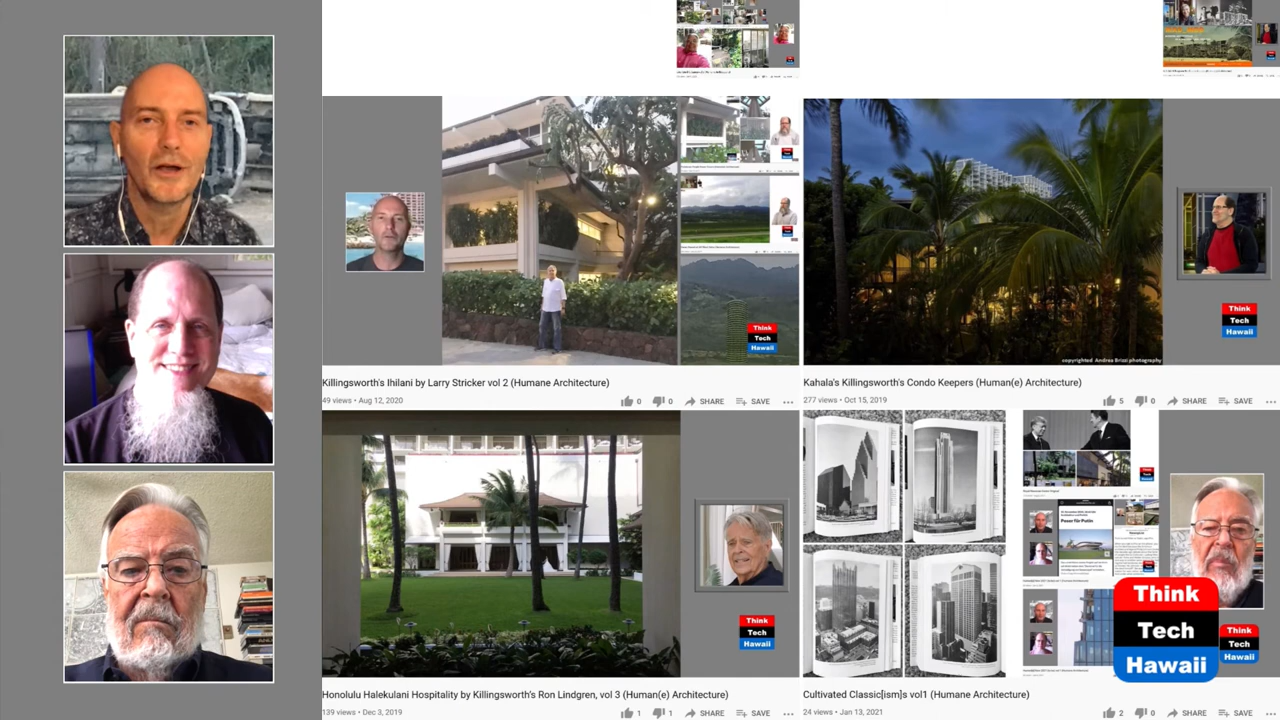 Think
Tech
Hawaii
Killingsworth's Ihilani by Larry Stricker vol 2 (Humane Architecture)
49 views • Aug 12, 2020
0
0
SHARE
SAVE
Think
Tech
Hawaii
copyrighted Andrea Brizzi photography
Kahala's Killingsworth's Condo Keepers (Human(e) Architecture)
277 views • Oct 15, 2019
5
0
SHARE
SAVE
Think
Tech
Hawaii
Honolulu Halekulani Hospitality by Killingsworth's Ron Lindgren, vol 3 (Human(e) Architecture)
139 views • Dec 3, 2019
1
1
SHARE
SAVE
Pose für Putin
Think
Tech
Hawaii
Think
Tech
Hawaii
Cultivated Classic[ism]s vol1 (Humane Architecture)
24 views • Jan 13, 2021
2
0
SHARE
SAVE